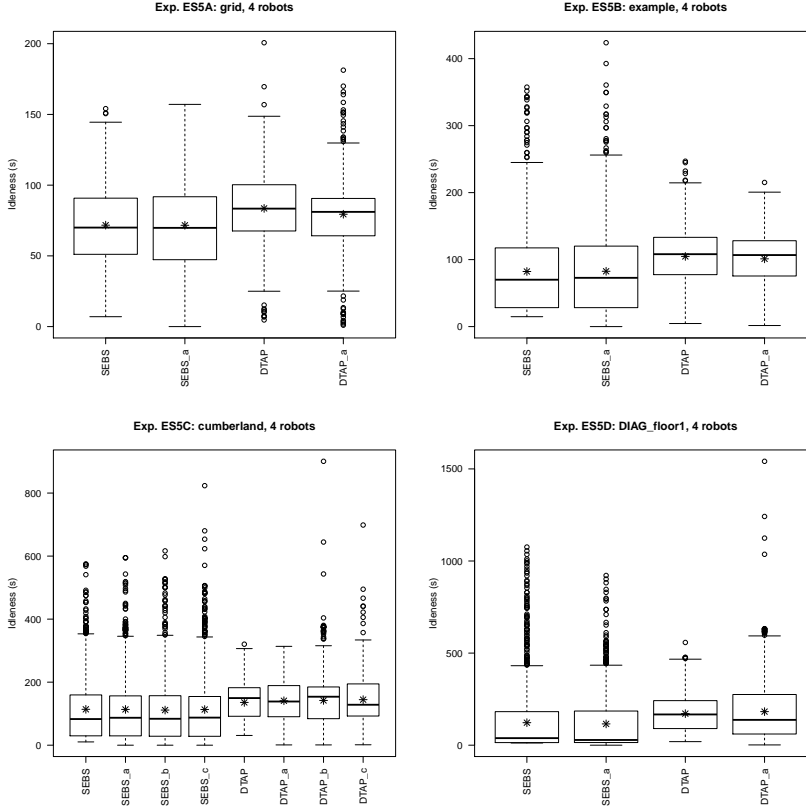 Exp. ES5A: grid, 4 robots
Idleness (s)
200
150
100
50
0
SEBS
SEBS_a
DTAP
DTAP_a
Exp. ES5B: example, 4 robots
Idleness (s)
400
300
200
100
0
SEBS
SEBS_a
DTAP
DTAP_a
Exp. ES5C: cumberland, 4 robots
Idleness (s)
800
600
400
200
0
SEBS
SEBS_a
SEBS_b
SEBS_c
DTAP
DTAP_a
DTAP_b
DTAP_c
Exp. ES5D: DIAG_floor1, 4 robots
Idleness (s)
1500
1000
500
0
SEBS
SEBS_a
DTAP
DTAP_a